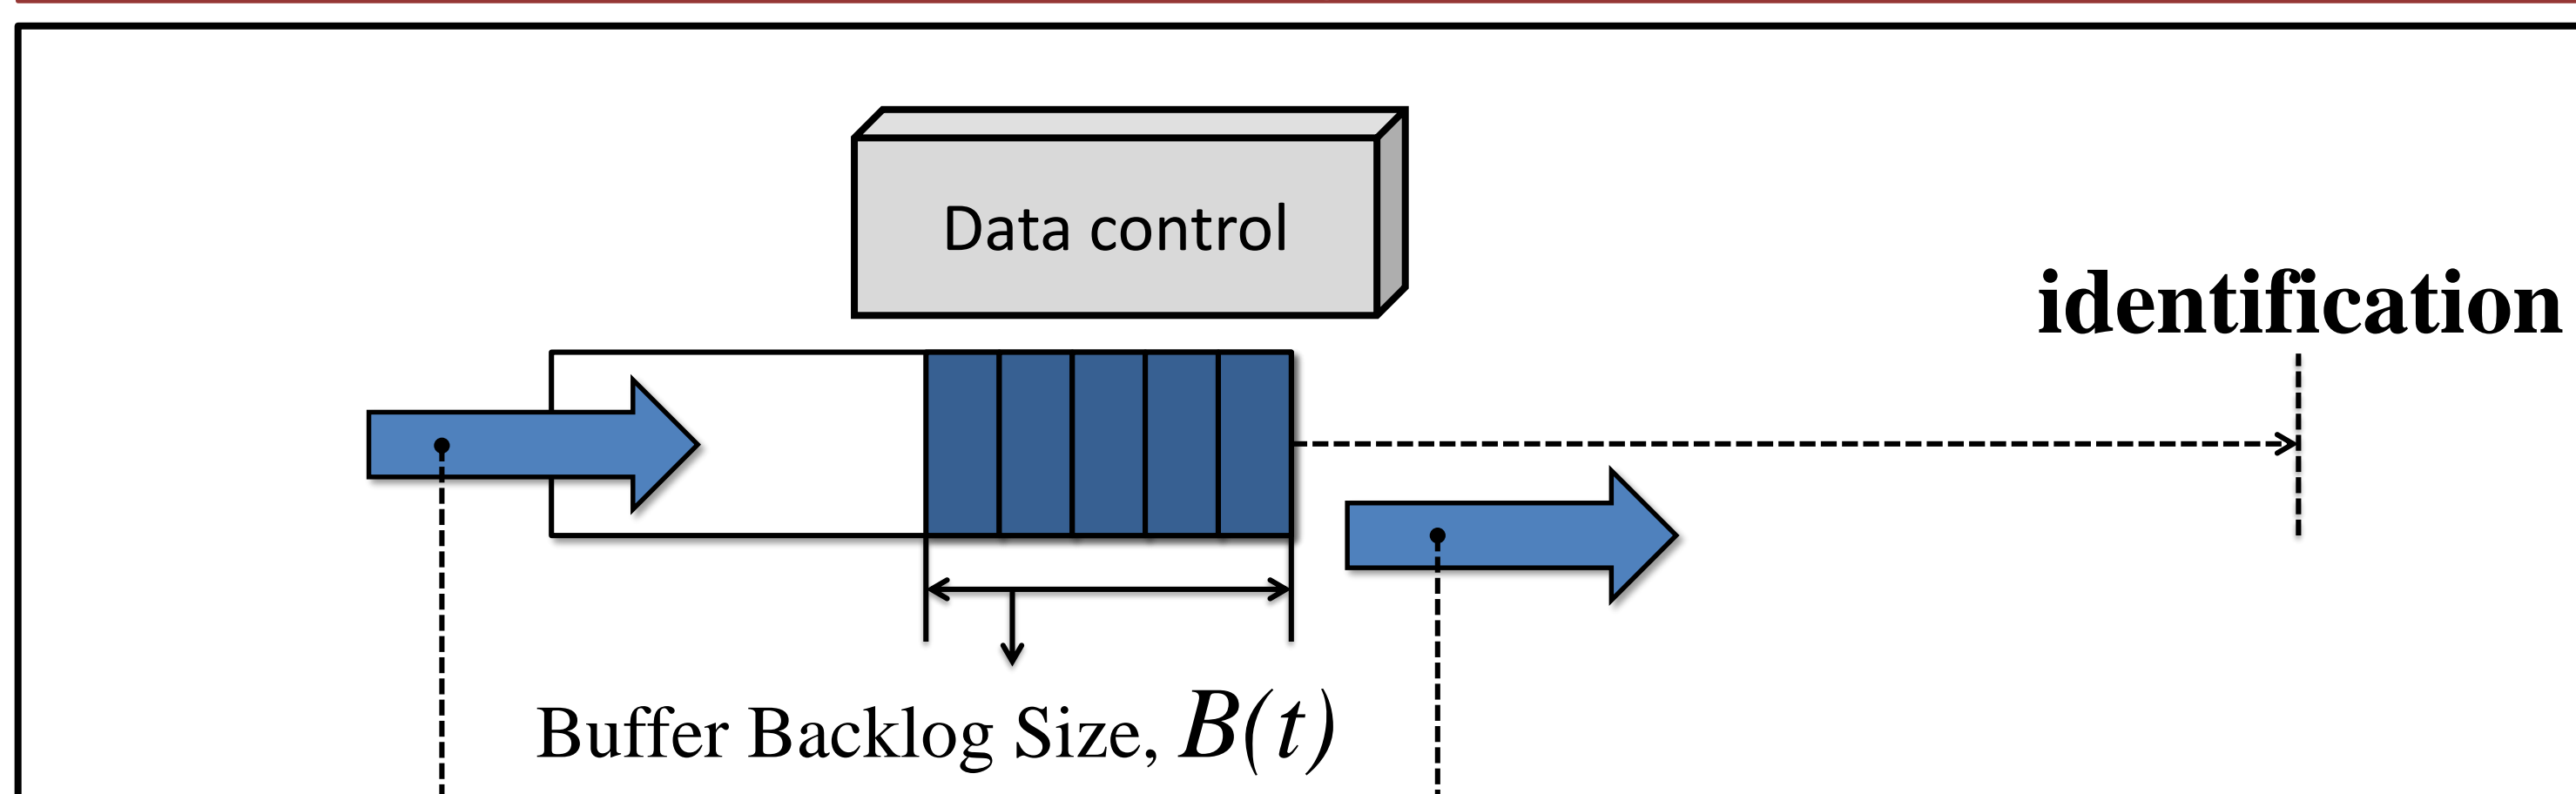 Data control
identification
Buffer Backlog Size, B(t)